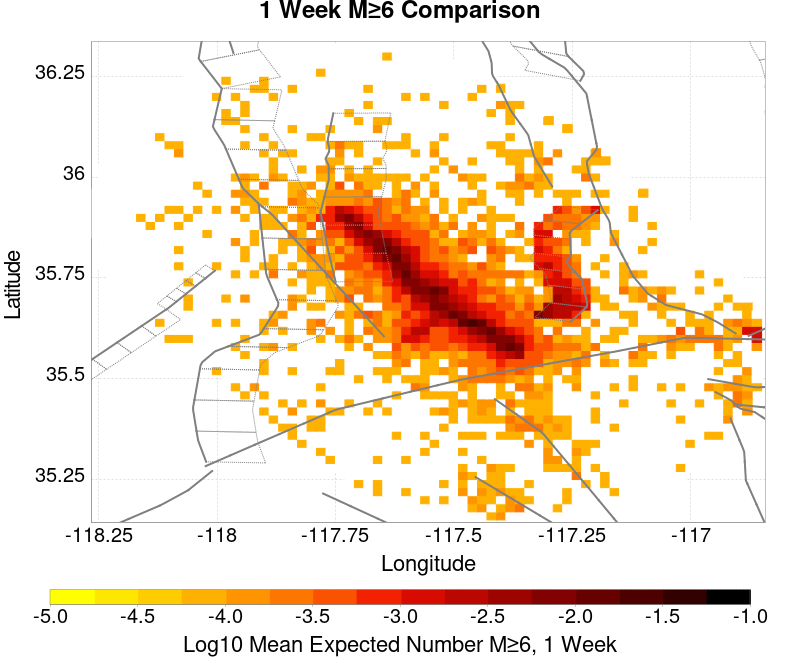 1 Week M≥6 Comparison
36.25
36
35.75
35.5
35.25
Latitude
-118.25 -118 -117.75 -117.5 -117.25 -117
Longitude
-5.0 -4.5 -4.0 -3.5 -3.0 -2.5 -2.0 -1.5 -1.0
Log10 Mean Expected Number M≥6, 1 Week